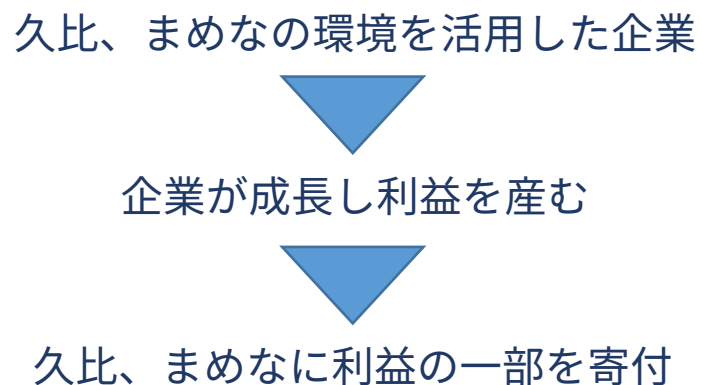 久比、まめなの環境を活用した企業
企業が成長し利益を産む
久比、まめなに利益の一部を寄付